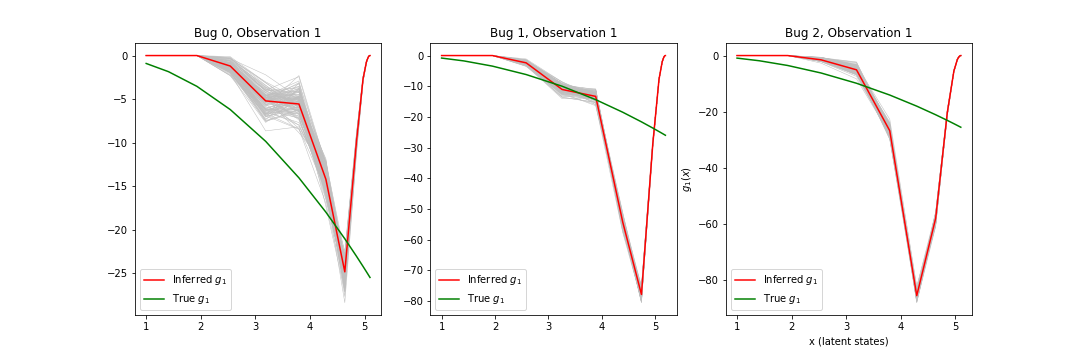 Bug 0, Observation 1
0
−5
−10
−15
−20
−25
1 2 3 4 5
Inferred g₁
True g₁
Bug 1, Observation 1
0
−10
−20
−30
−40
−50
−60
−70
−80
1 2 3 4 5
Inferred g₁
True g₁
Bug 2, Observation 1
g₁(x)
0
−20
−40
−60
−80
1 2 3 4 5
x (latent states)
Inferred g₁
True g₁